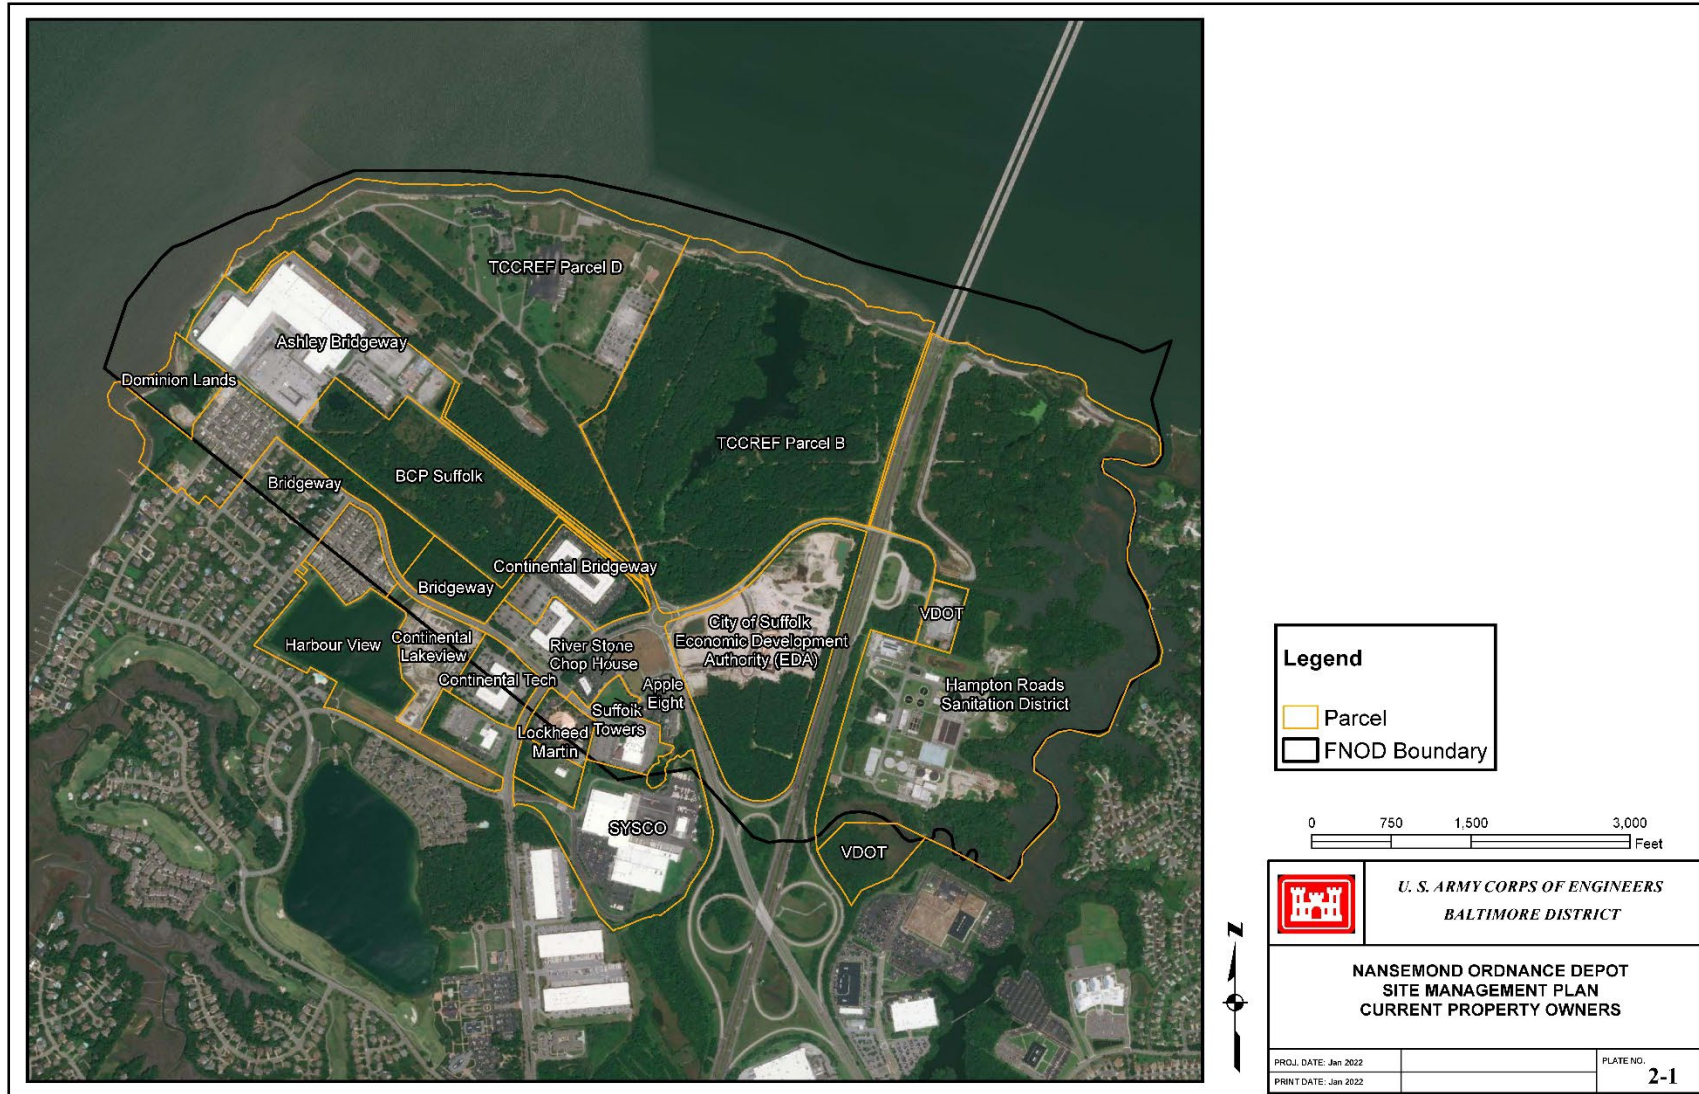 TCCREF Parcel D
Ashley Bridgeway
Dominion Lands
TCCREF Parcel B
BCP Suffolk
Bridgeway
Continental Bridgeway
Bridgeway
VDOT
City of Suffolk
Economic Development
Authority (EDA)
Harbour View
Continental
Lakeview
River Stone
Chop House
Continental Tech
Apple
Eight
Hampton Roads
Sanitation District
Suffolk
Towers
Lockheed
Martin
SYSCO
VDOT
Legend
Parcel
FNOD Boundary
0 750 1,500 3,000
Feet
Z
U. S. ARMY CORPS OF ENGINEERS
BALTIMORE DISTRICT
NANSEMOND ORDNANCE DEPOT
SITE MANAGEMENT PLAN
CURRENT PROPERTY OWNERS
PROJ. DATE: Jan 2022
PRINT DATE: Jan 2022
PLATE NO.
2-1